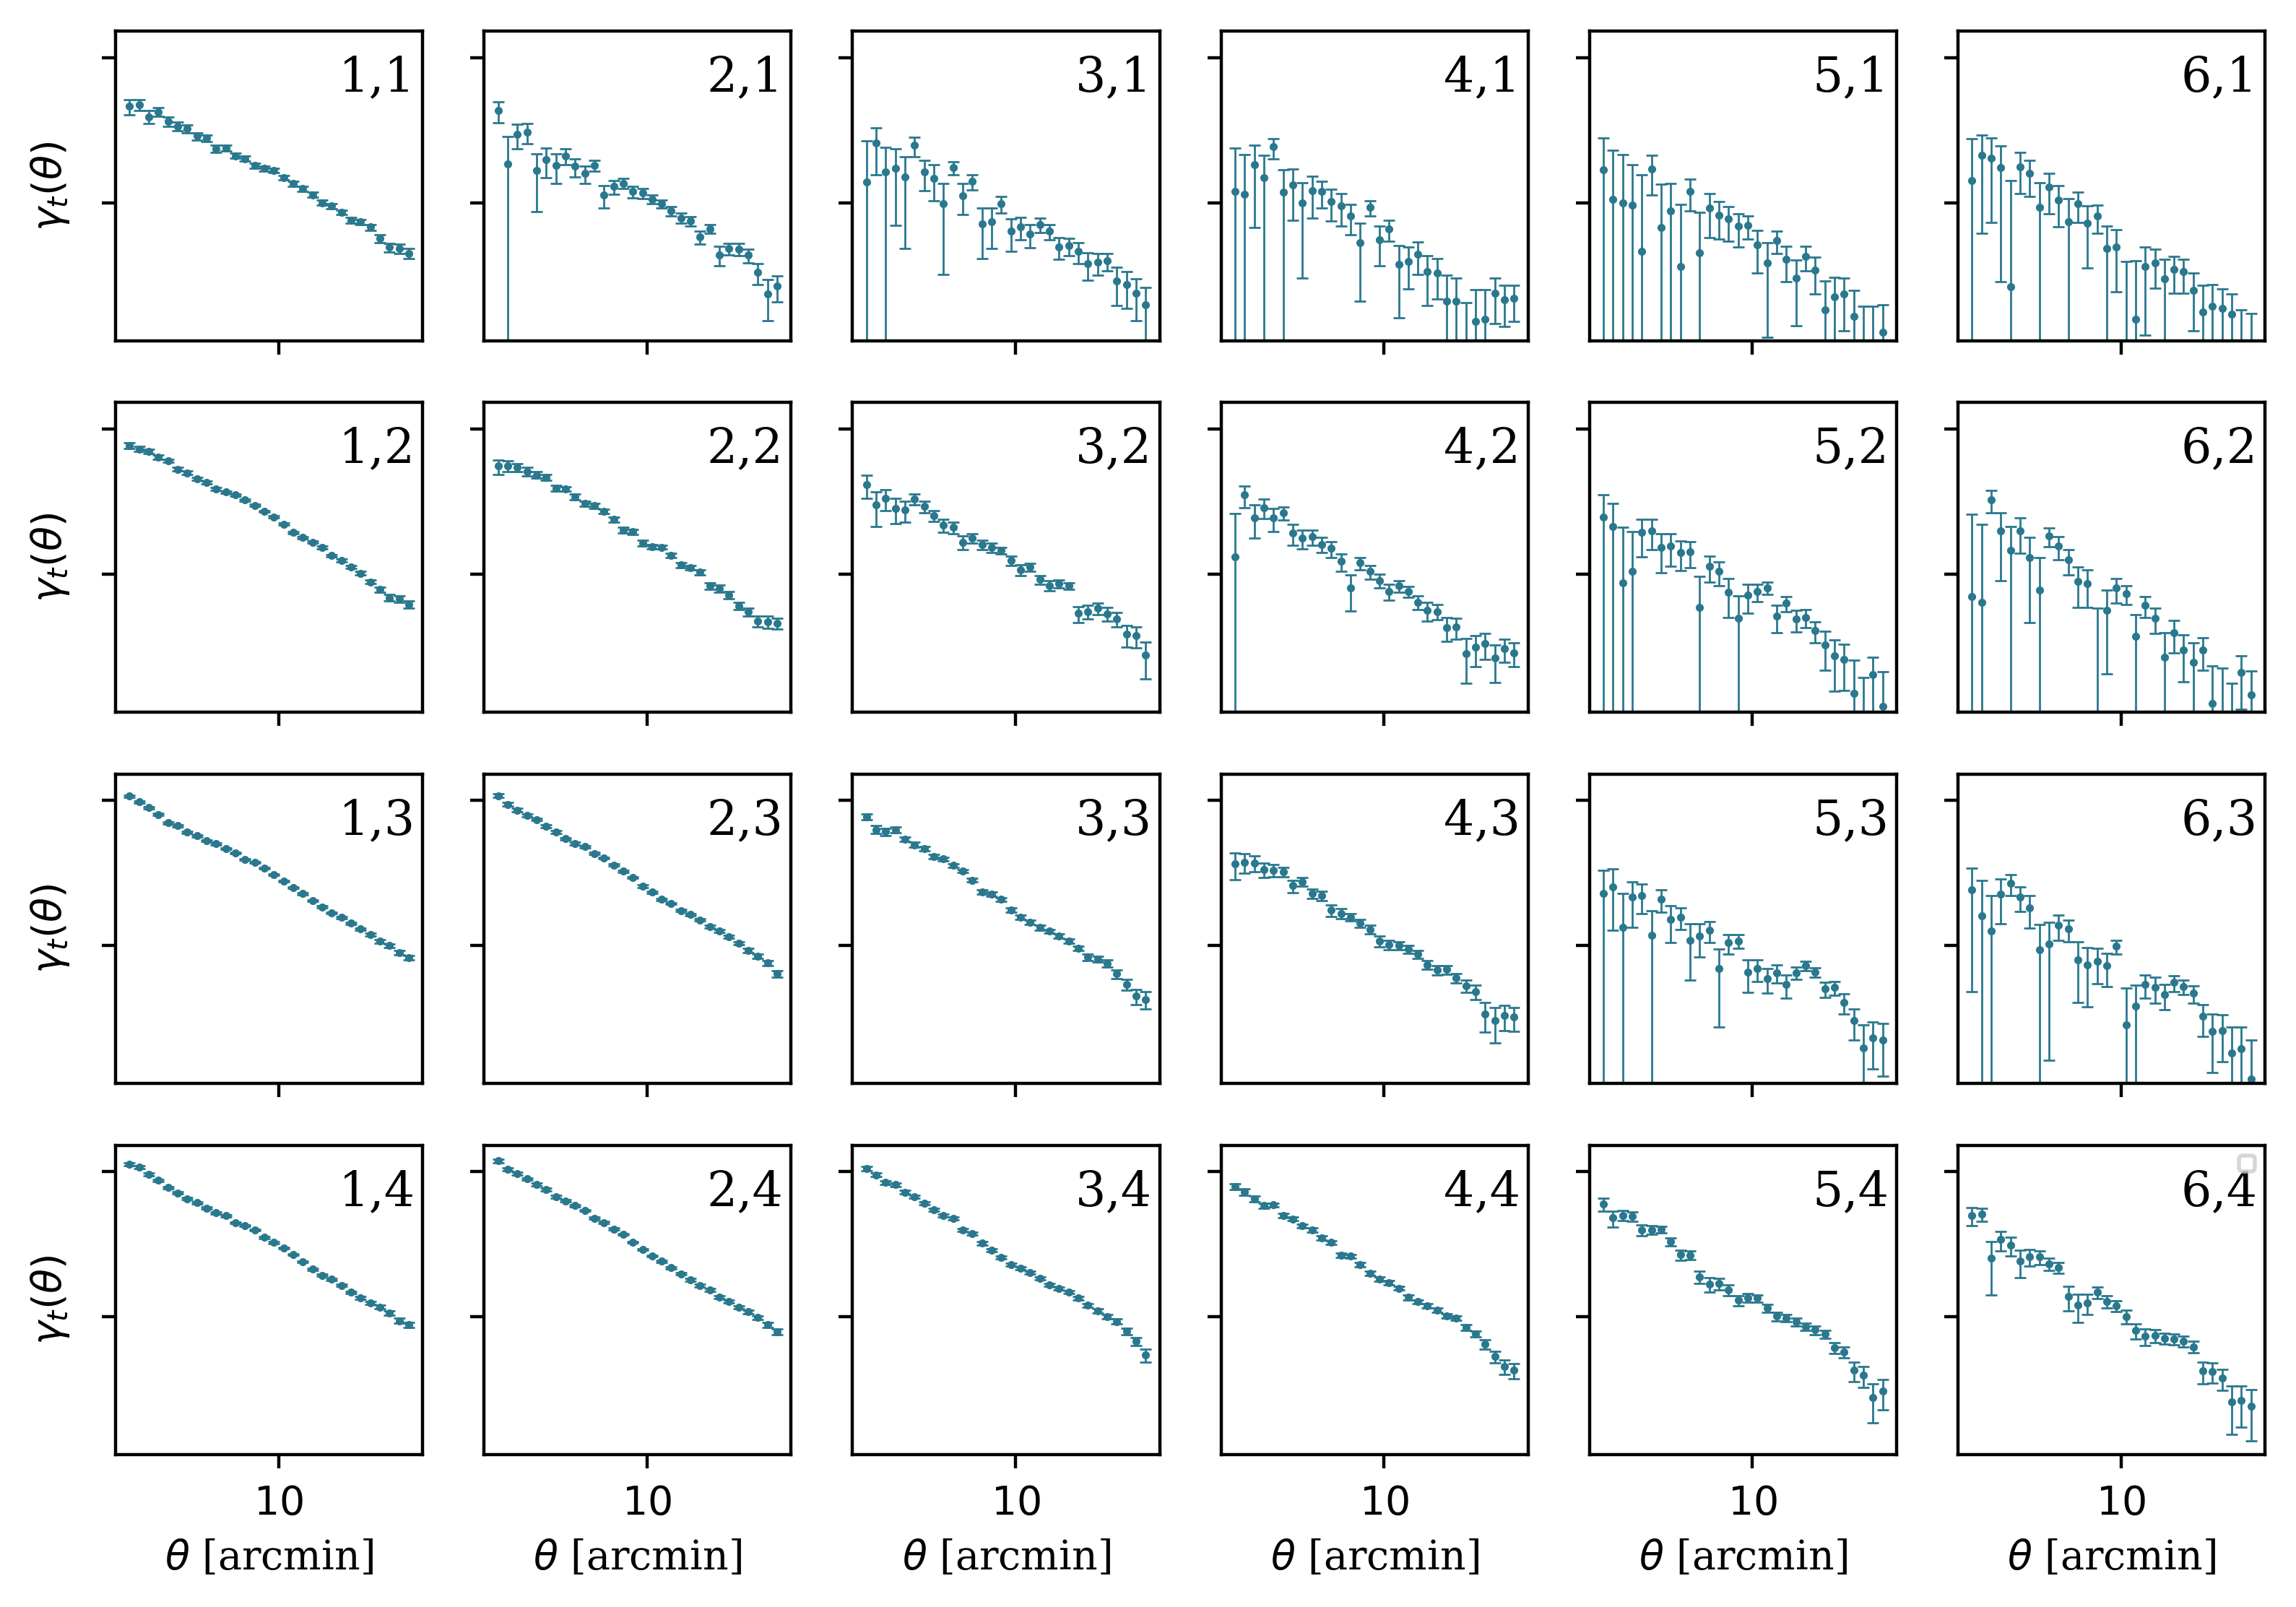 γt(θ) 1,1 2,1 3,1 4,1 5,1 6,1
γt(θ) 1,2 2,2 3,2 4,2 5,2 6,2
γt(θ) 1,3 2,3 3,3 4,3 5,3 6,3
γt(θ) 1,4 2,4 3,4 4,4 5,4 6,4
10 10 10 10 10 10
θ [arcmin] θ [arcmin] θ [arcmin] θ [arcmin] θ [arcmin] θ [arcmin]